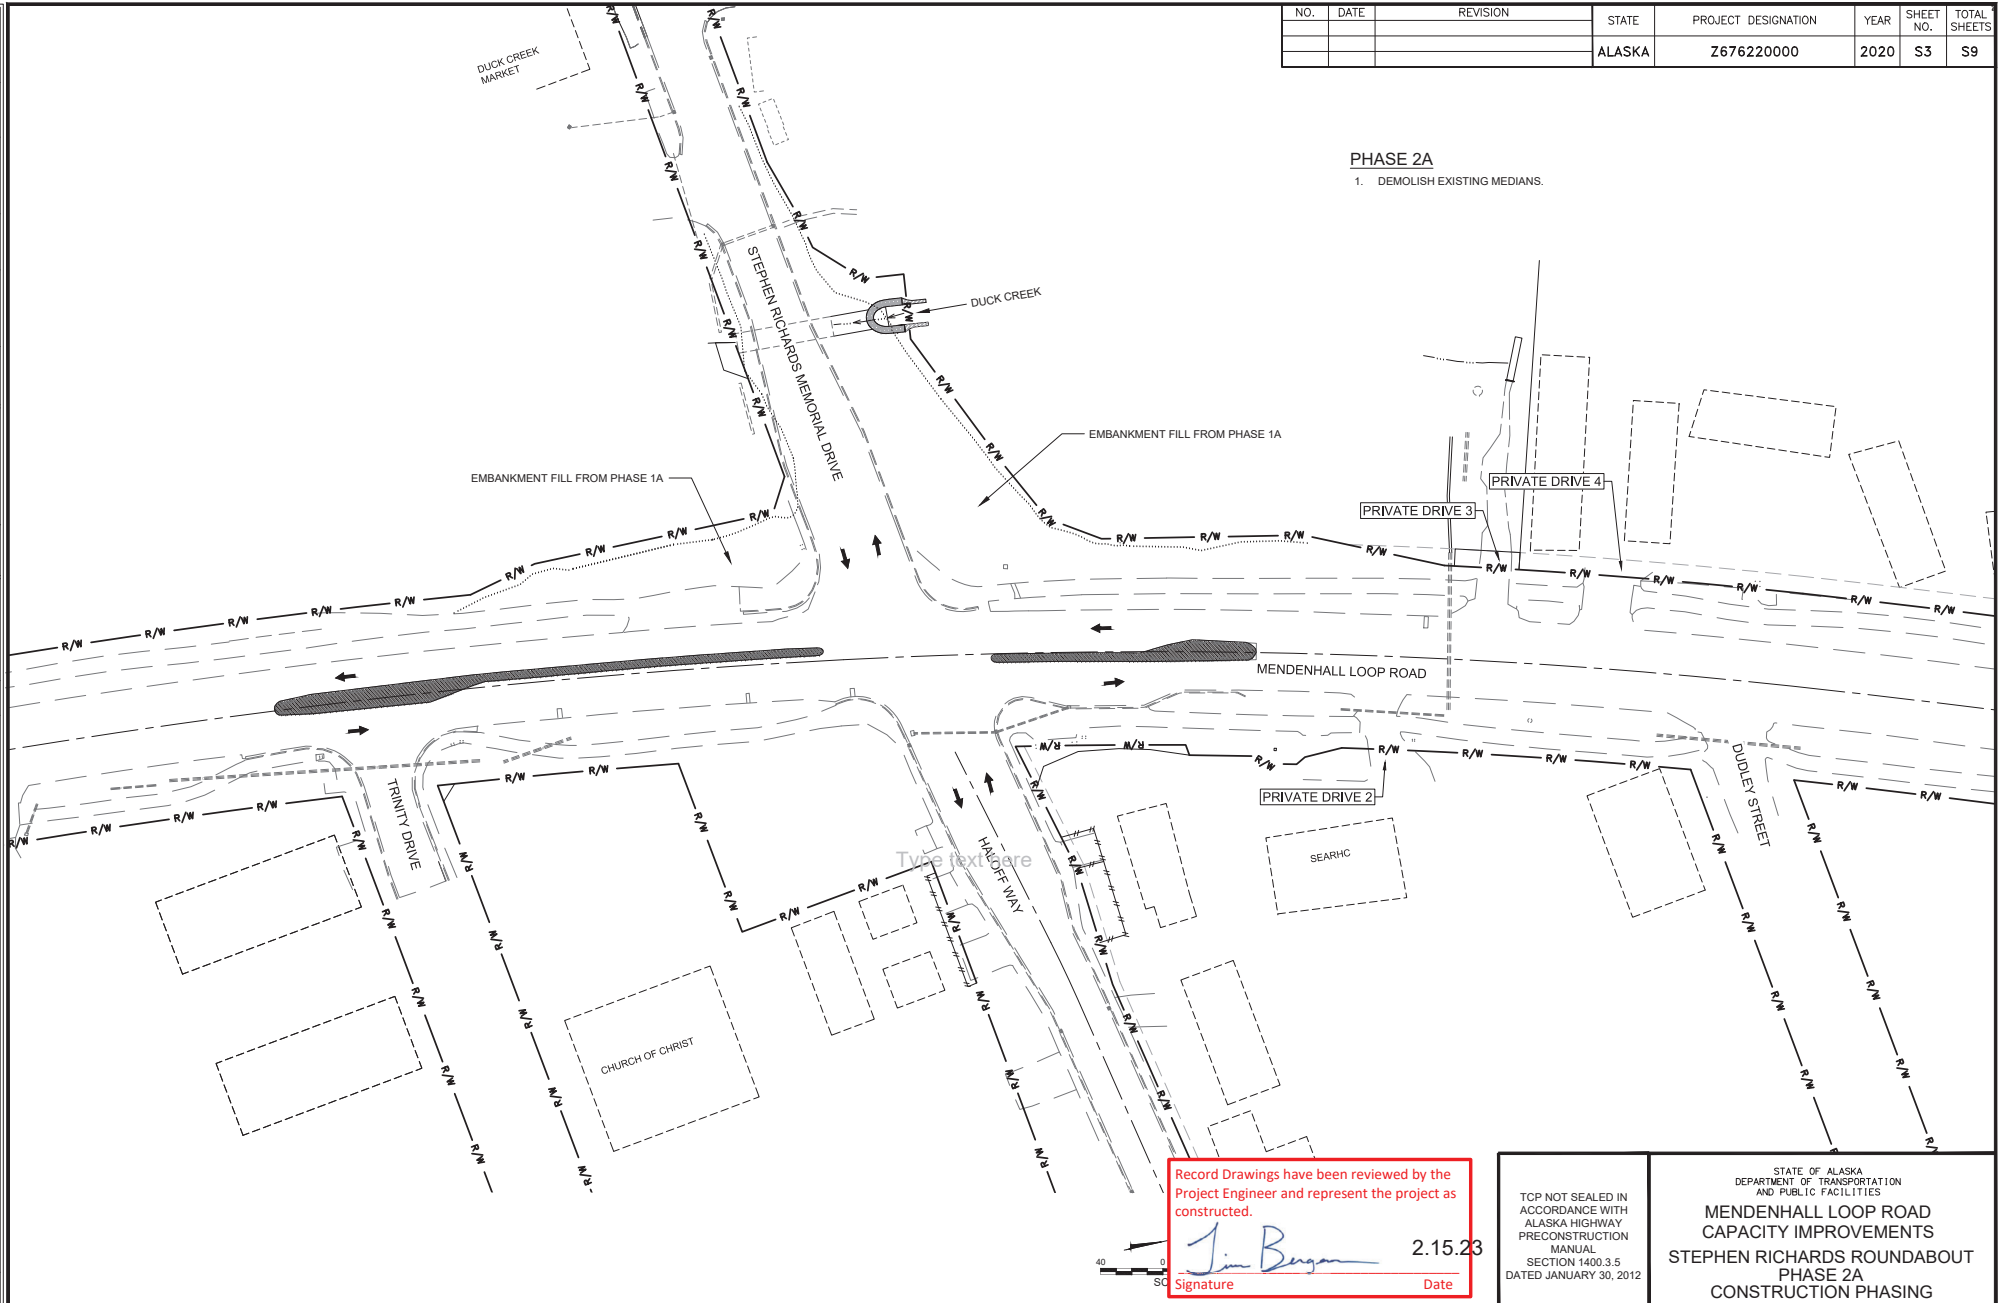 NO. DATE REVISION STATE PROJECT DESIGNATION YEAR SHEET NO. TOTAL SHEETS
ALASKA Z676220000 2020 S3 S9
DUCK CREEK
MARKET
PHASE 2A
1. DEMOLISH EXISTING MEDIANS.
STEPHEN RICHARDS MEMORIAL DRIVE
DUCK CREEK
EMBANKMENT FILL FROM PHASE 1A
EMBANKMENT FILL FROM PHASE 1A
PRIVATE DRIVE 4
PRIVATE DRIVE 3
R/W R/W R/W R/W R/W R/W R/W R/W R/W
MENDENHALL LOOP ROAD
TRINITY DRIVE
PRIVATE DRIVE 2
DUDLEY STREET
HALOFF WAY
Type text here
SEARHC
CHURCH OF CHRIST
Record Drawings have been reviewed by the
Project Engineer and represent the project as
constructed.
Jim Bergan
2.15.23
Signature Date
40 0
SC
TCP NOT SEALED IN
ACCORDANCE WITH
ALASKA HIGHWAY
PRECONSTRUCTION
MANUAL
SECTION 1400.3.5
DATED JANUARY 30, 2012
STATE OF ALASKA
DEPARTMENT OF TRANSPORTATION
AND PUBLIC FACILITIES
MENDENHALL LOOP ROAD
CAPACITY IMPROVEMENTS
STEPHEN RICHARDS ROUNDABOUT
PHASE 2A
CONSTRUCTION PHASING